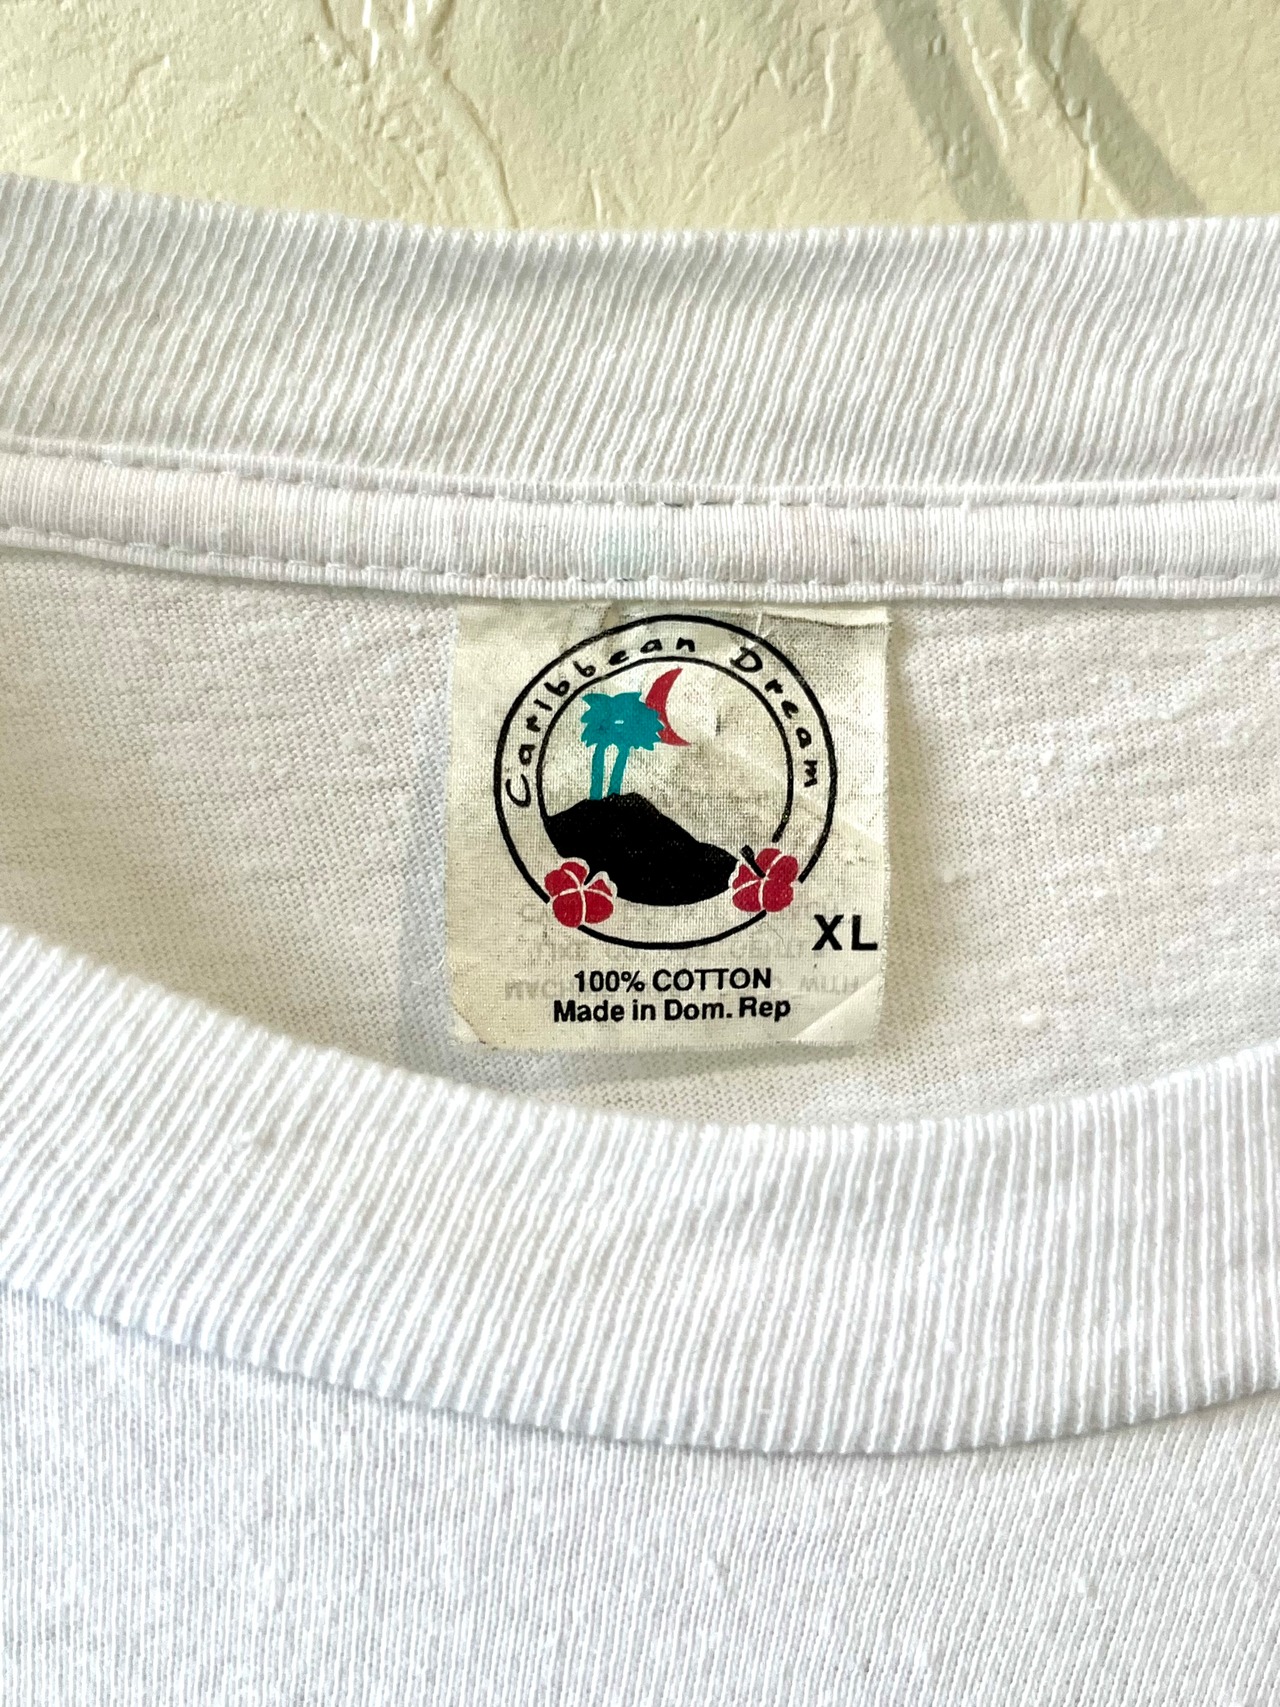 Caribbean Dream
XL
100% COTTON
Made in Dom. Rep